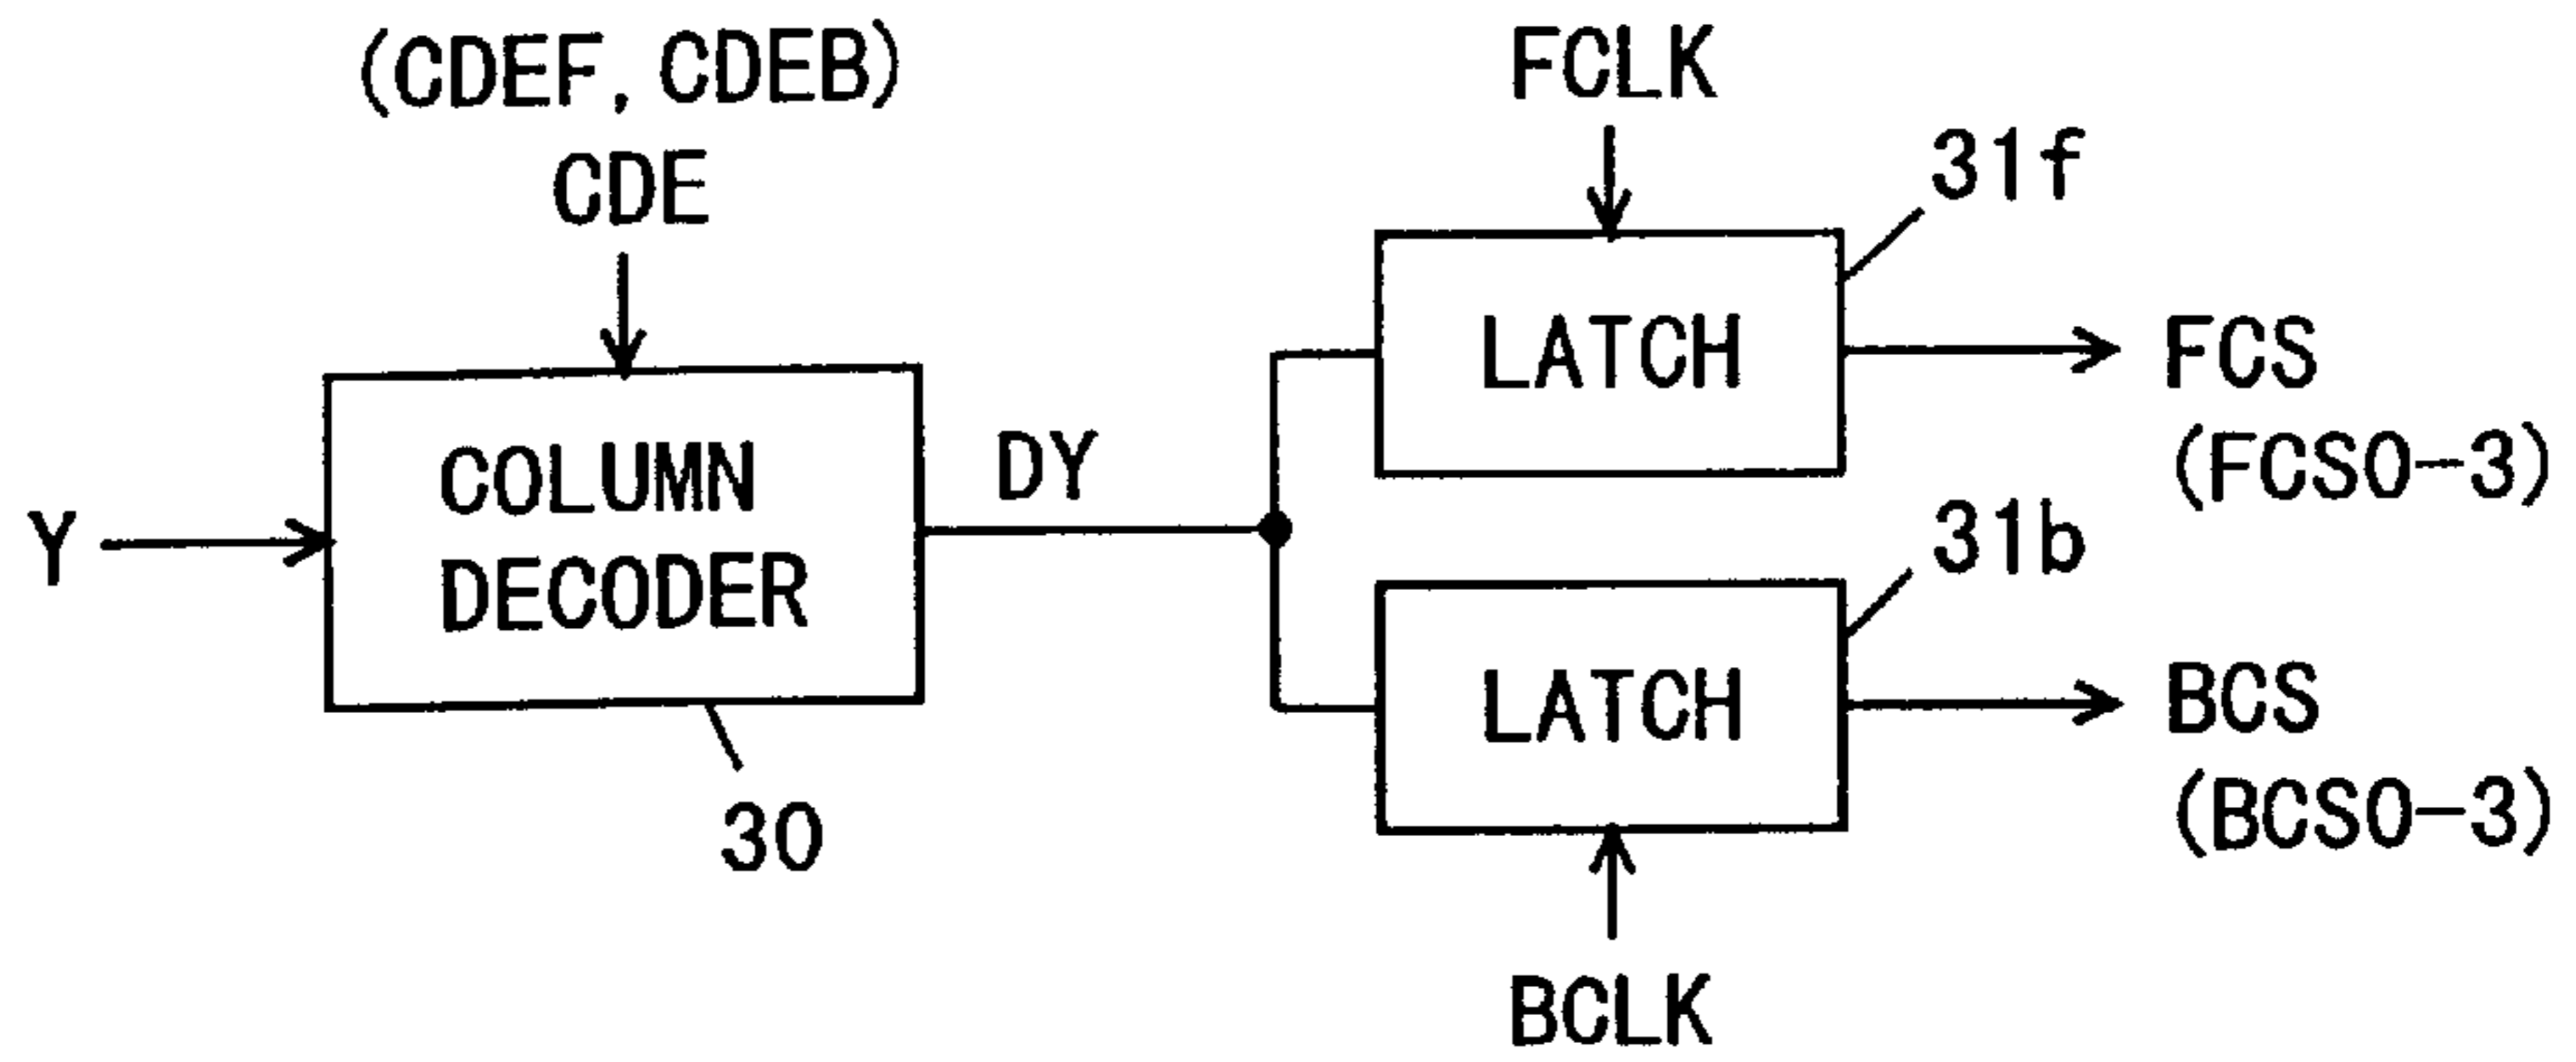 (CDEF, CDEB)
CDE
FCLK
31f
LATCH
FCS
(FCS0-3)
Y
COLUMN
DECODER
DY
30
31b
LATCH
BCS
(BCS0-3)
BCLK